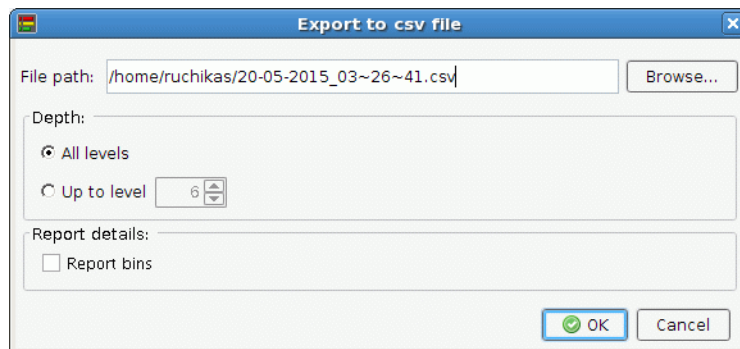 Export to csv file
File path: /home/ruchikas/20-05-2015_03~26~41.csv Browse...
Depth:
All levels
Up to level 6
Report details:
Report bins
OK Cancel